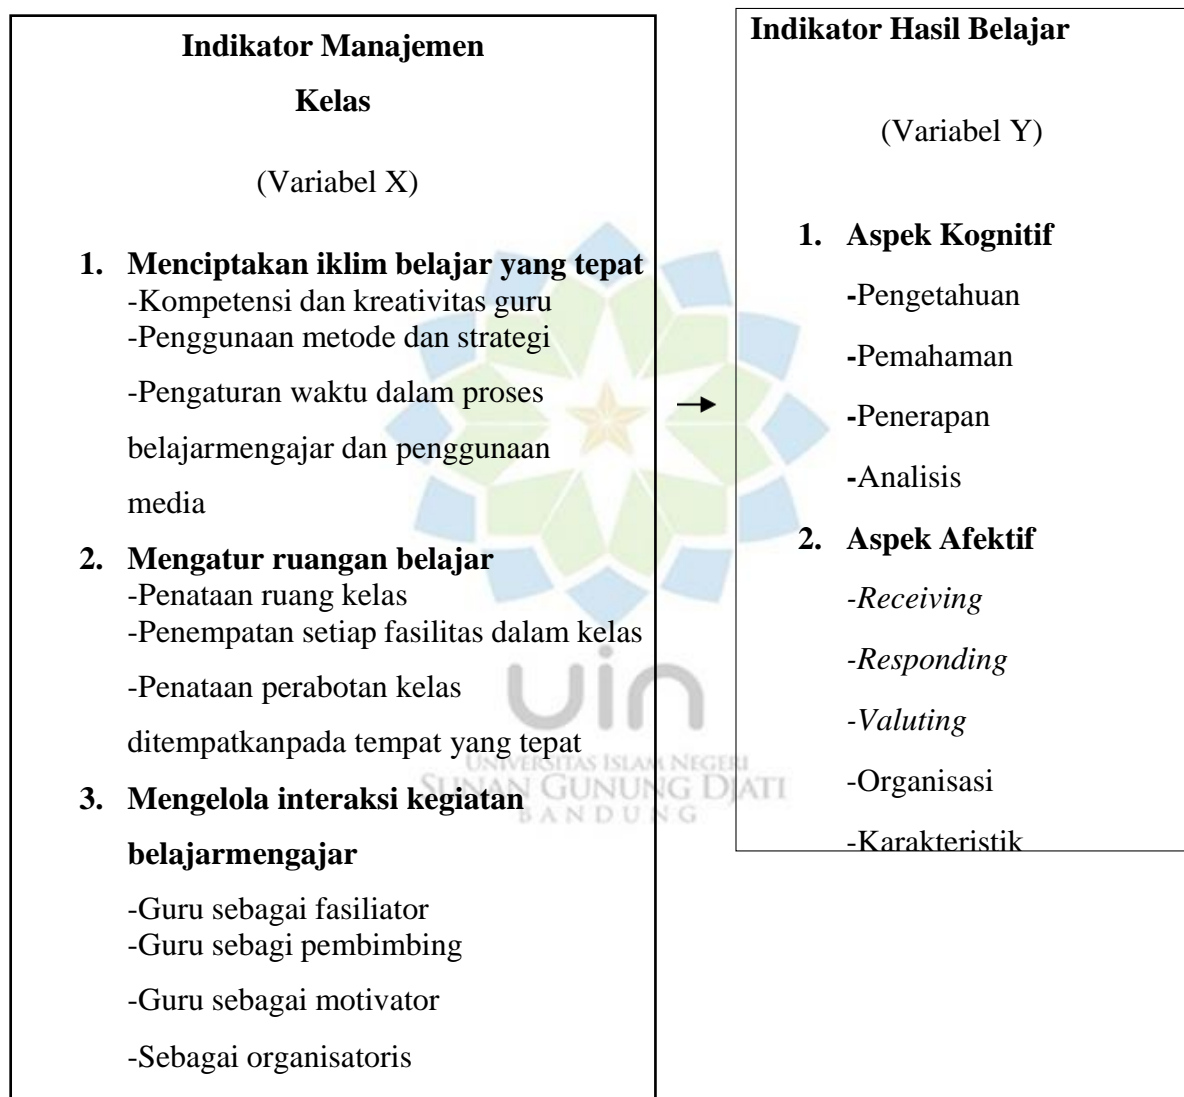 Indikator Manajemen
Kelas
(Variabel X)
1. Menciptakan iklim belajar yang tepat
-Kompetensi dan kreativitas guru
-Penggunaan metode dan strategi
-Pengaturan waktu dalam proses
belajarmengajar dan penggunaan
media
2. Mengatur ruangan belajar
-Penataan ruang kelas
-Penempatan setiap fasilitas dalam kelas
-Penataan perabotan kelas
ditempatkanpada tempat yang tepat
3. Mengelola interaksi kegiatan
belajarmengajar
-Guru sebagai fasiliator
-Guru sebagi pembimbing
-Guru sebagai motivator
-Sebagai organisatoris
Indikator Hasil Belajar
(Variabel Y)
1. Aspek Kognitif
-Pengetahuan
-Pemahaman
-Penerapan
-Analisis
2. Aspek Afektif
-Receiving
-Responding
-Valuting
-Organisasi
-Karakteristik
uin
UNIVERSITAS ISLAM NEGERI
SUNAN GUNUNG DJATI
BANDUNG